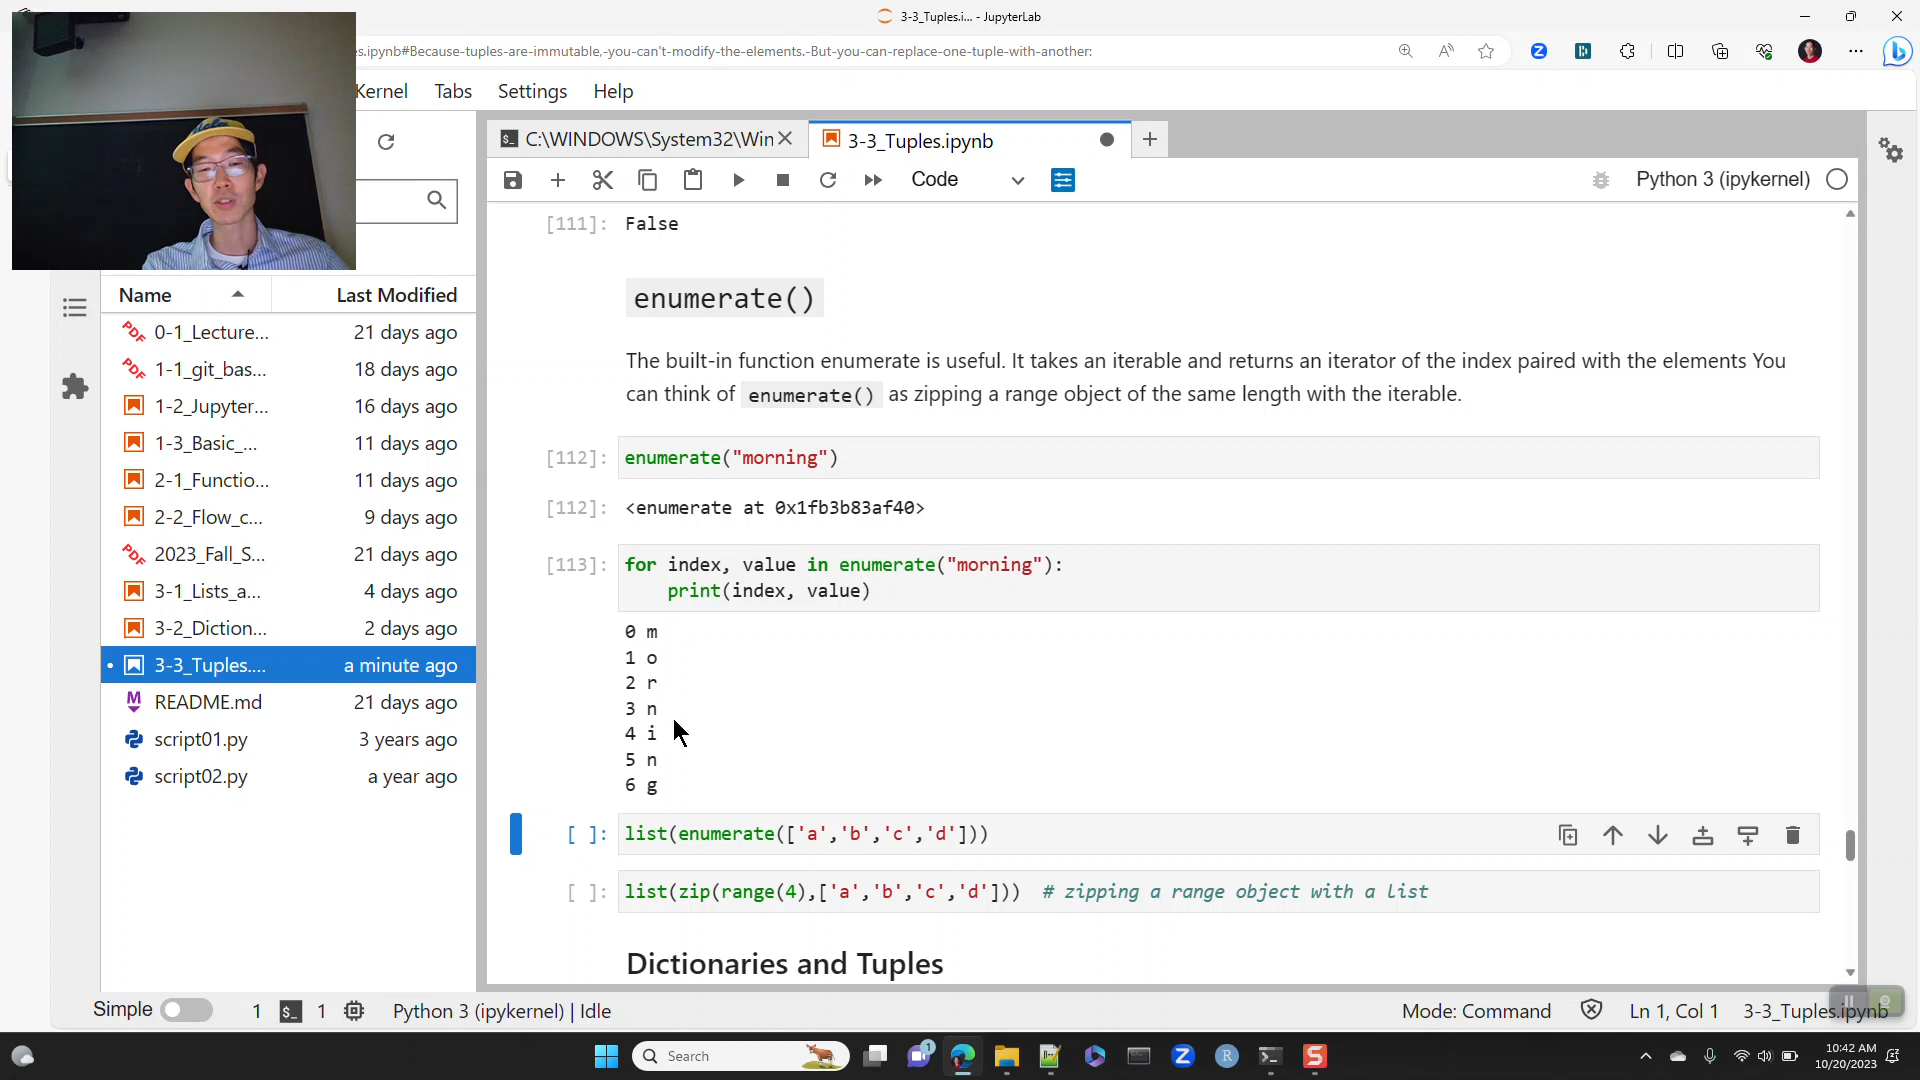 3-3_Tuples.i... - JupyterLab
es.ipynb#Because-tuples-are-immutable,-you-can't-modify-the-elements.-But-you-can-replace-one-tuple-with-another:
Kernel Tabs Settings Help
C:\WINDOWS\System32\Win
3-3_Tuples.ipynb
Code
Python 3 (ipykernel)
Name Last Modified
0-1_Lecture... 21 days ago
1-1_git_bas... 18 days ago
1-2_Jupyter... 16 days ago
1-3_Basic_... 11 days ago
2-1_Functio... 11 days ago
2-2_Flow_c... 9 days ago
2023_Fall_S... 21 days ago
3-1_Lists_a... 4 days ago
3-2_Diction... 2 days ago
3-3_Tuples.... a minute ago
README.md 21 days ago
script01.py 3 years ago
script02.py a year ago
[111]: False
enumerate()
The built-in function enumerate is useful. It takes an iterable and returns an iterator of the index paired with the elements You
can think of enumerate() as zipping a range object of the same length with the iterable.
[112]: enumerate("morning")
[112]: <enumerate at 0x1fb3b83af40>
[113]: for index, value in enumerate("morning"):
print(index, value)
0 m
1 o
2 r
3 n
4 i
5 n
6 g
[ ]: list(enumerate(['a','b','c','d']))
[ ]: list(zip(range(4),['a','b','c','d'])) # zipping a range object with a list
Dictionaries and Tuples
Simple 1 1 Python 3 (ipykernel) | Idle Mode: Command Ln 1, Col 1 3-3_Tuples.ipynb
Search
1
10:42 AM
10/20/2023